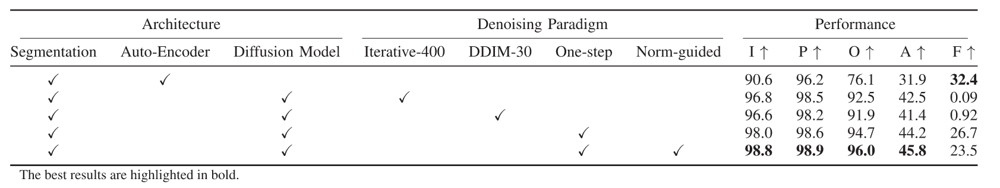 Architecture Denoising Paradigm Performance
Segmentation Auto-Encoder Diffusion Model Iterative-400 DDIM-30 One-step Norm-guided I ↑ P ↑ O ↑ A ↑ F ↑
✓ ✓ 90.6 96.2 76.1 31.9 32.4
✓ ✓ ✓ 96.8 98.5 92.5 42.5 0.09
✓ ✓ ✓ 96.6 98.2 91.9 41.4 0.92
✓ ✓ ✓ 98.0 98.6 94.7 44.2 26.7
✓ ✓ ✓ ✓ 98.8 98.9 96.0 45.8 23.5
The best results are highlighted in bold.